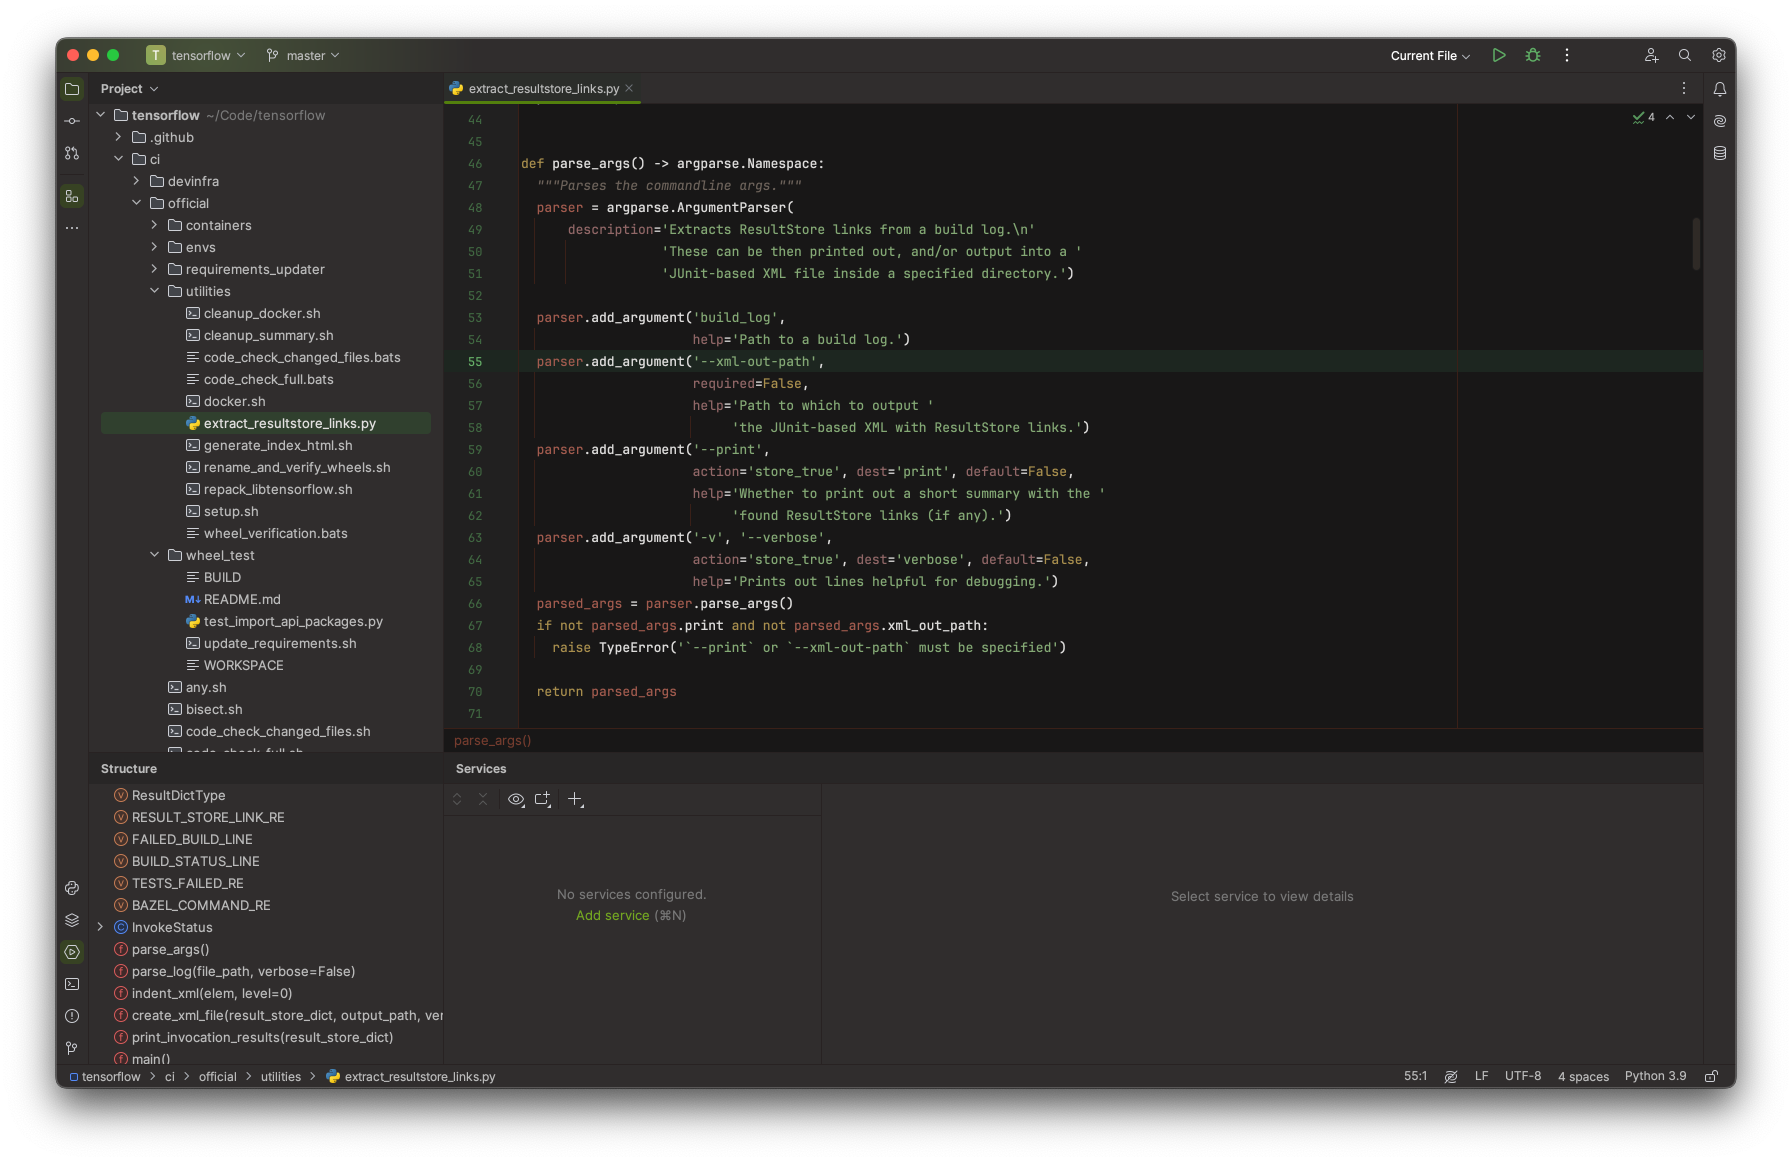 T tensorflow master Current File
Project
tensorflow ~/Code/tensorflow
.github
ci
devinfra
official
containers
envs
requirements_updater
utilities
cleanup_docker.sh
cleanup_summary.sh
code_check_changed_files.bats
code_check_full.bats
docker.sh
extract_resultstore_links.py
generate_index_html.sh
rename_and_verify_wheels.sh
repack_libtensorflow.sh
setup.sh
wheel_verification.bats
wheel_test
BUILD
M↓ README.md
test_import_api_packages.py
update_requirements.sh
WORKSPACE
any.sh
bisect.sh
code_check_changed_files.sh
code_check_full.sh
extract_resultstore_links.py
4
44
45
46 def parse_args() -> argparse.Namespace:
47 """Parses the commandline args."""
48 parser = argparse.ArgumentParser(
49 description='Extracts ResultStore links from a build log.\n'
50 'These can be then printed out, and/or output into a '
51 'JUnit-based XML file inside a specified directory.')
52
53 parser.add_argument('build_log',
54 help='Path to a build log.')
55 parser.add_argument('--xml-out-path',
56 required=False,
57 help='Path to which to output '
58 'the JUnit-based XML with ResultStore links.')
59 parser.add_argument('--print',
60 action='store_true', dest='print', default=False,
61 help='Whether to print out a short summary with the '
62 'found ResultStore links (if any).')
63 parser.add_argument('-v', '--verbose',
64 action='store_true', dest='verbose', default=False,
65 help='Prints out lines helpful for debugging.')
66 parsed_args = parser.parse_args()
67 if not parsed_args.print and not parsed_args.xml_out_path:
68 raise TypeError('`--print` or `--xml-out-path` must be specified')
69
70 return parsed_args
71
parse_args()
Structure
V ResultDictType
V RESULT_STORE_LINK_RE
V FAILED_BUILD_LINE
V BUILD_STATUS_LINE
V TESTS_FAILED_RE
V BAZEL_COMMAND_RE
C InvokeStatus
f parse_args()
f parse_log(file_path, verbose=False)
f indent_xml(elem, level=0)
f create_xml_file(result_store_dict, output_path, ver
f print_invocation_results(result_store_dict)
f main()
Services
No services configured.
Add service (⌘N)
Select service to view details
tensorflow ci official utilities extract_resultstore_links.py
55:1 LF UTF-8 4 spaces Python 3.9